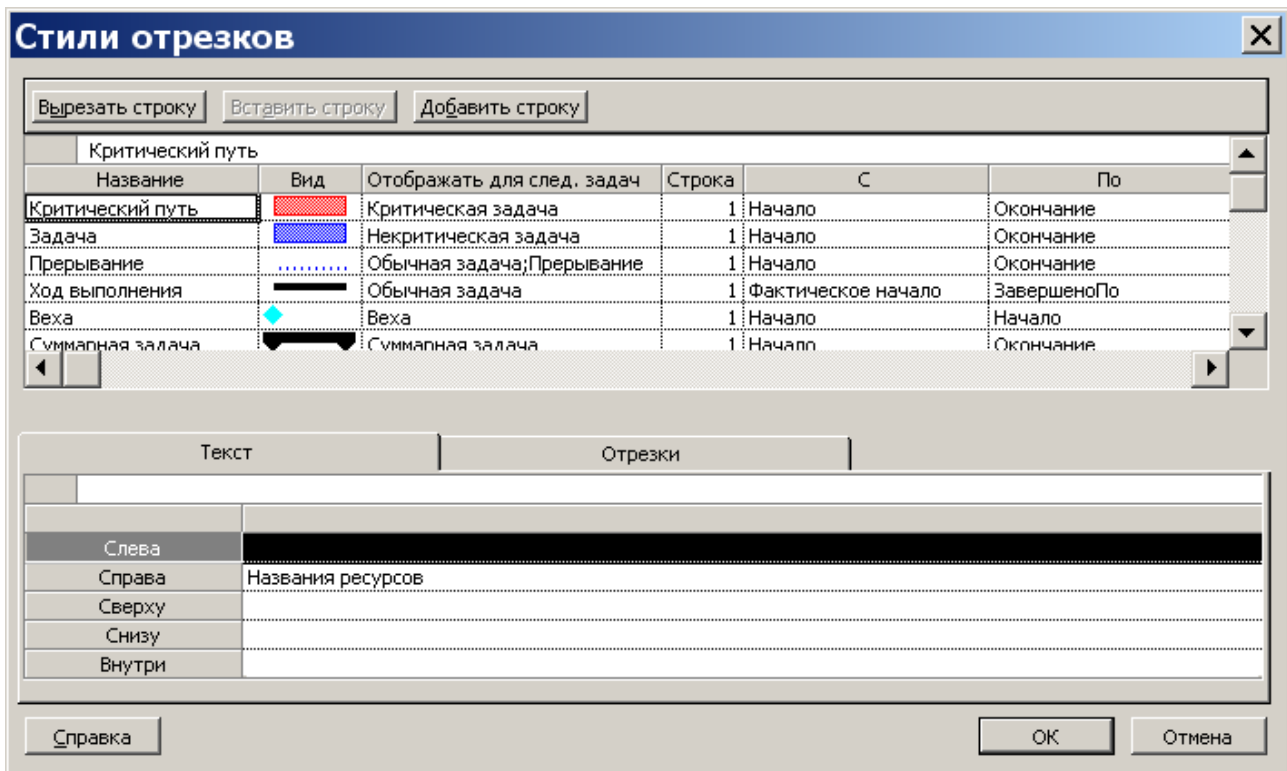 Стили отрезков
Вырезать строку Вставить строку Добавить строку
Критический путь
Название Вид Отображать для след. задач Строка С По
Критический путь Критическая задача 1 Начало Окончание
Задача Некритическая задача 1 Начало Окончание
Прерывание Обычная задача;Прерывание 1 Начало Окончание
Ход выполнения Обычная задача 1 Фактическое начало ЗавершеноПо
Веха Веха 1 Начало Начало
Суммарная задача Суммарная задача 1 Начало Окончание
Текст Отрезки
Слева
Справа Названия ресурсов
Сверху
Снизу
Внутри
Справка ОК Отмена